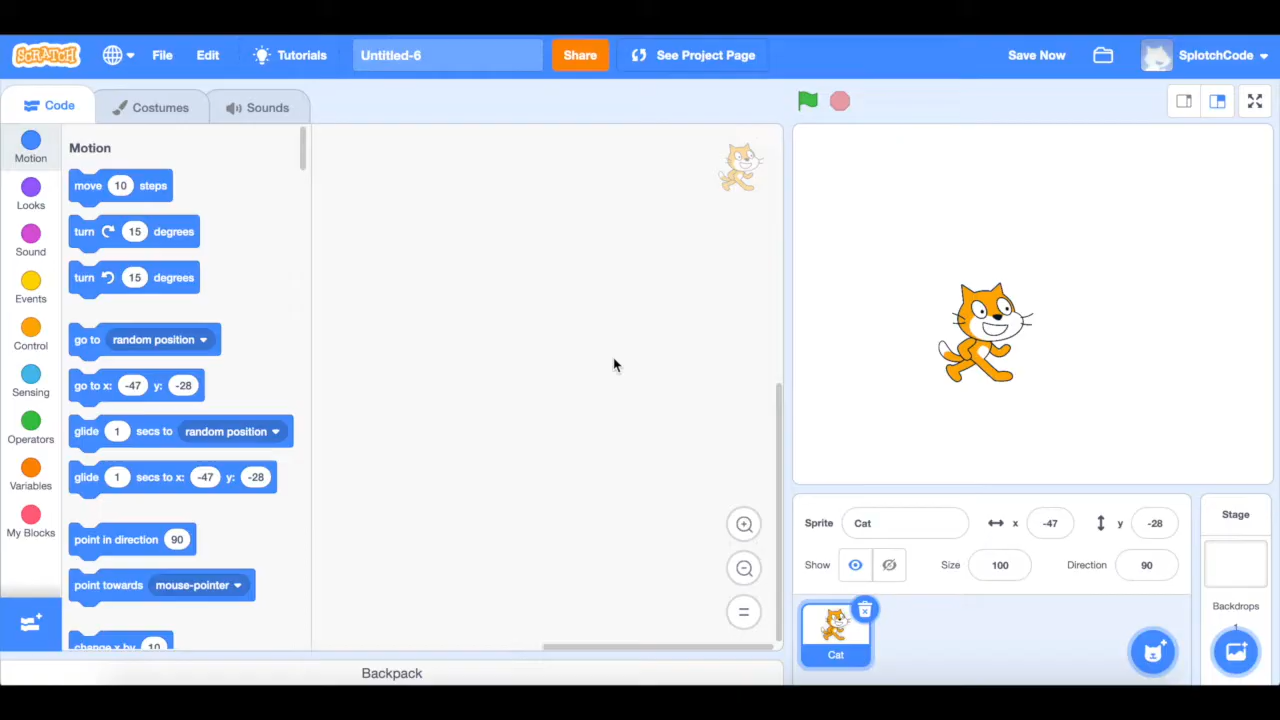 SCRATCH File Edit Tutorials Untitled-6 Share See Project Page Save Now SplotchCode
Code Costumes Sounds
Motion
Looks
Sound
Events
Control
Sensing
Operators
Variables
My Blocks
Motion
move 10 steps
turn 15 degrees
turn 15 degrees
go to random position
go to x: -47 y: -28
glide 1 secs to random position
glide 1 secs to x: -47 y: -28
point in direction 90
point towards mouse-pointer
change x by 10
Backpack
Sprite Cat x -47 y -28
Show Size 100 Direction 90
Cat
Stage
Backdrops
1